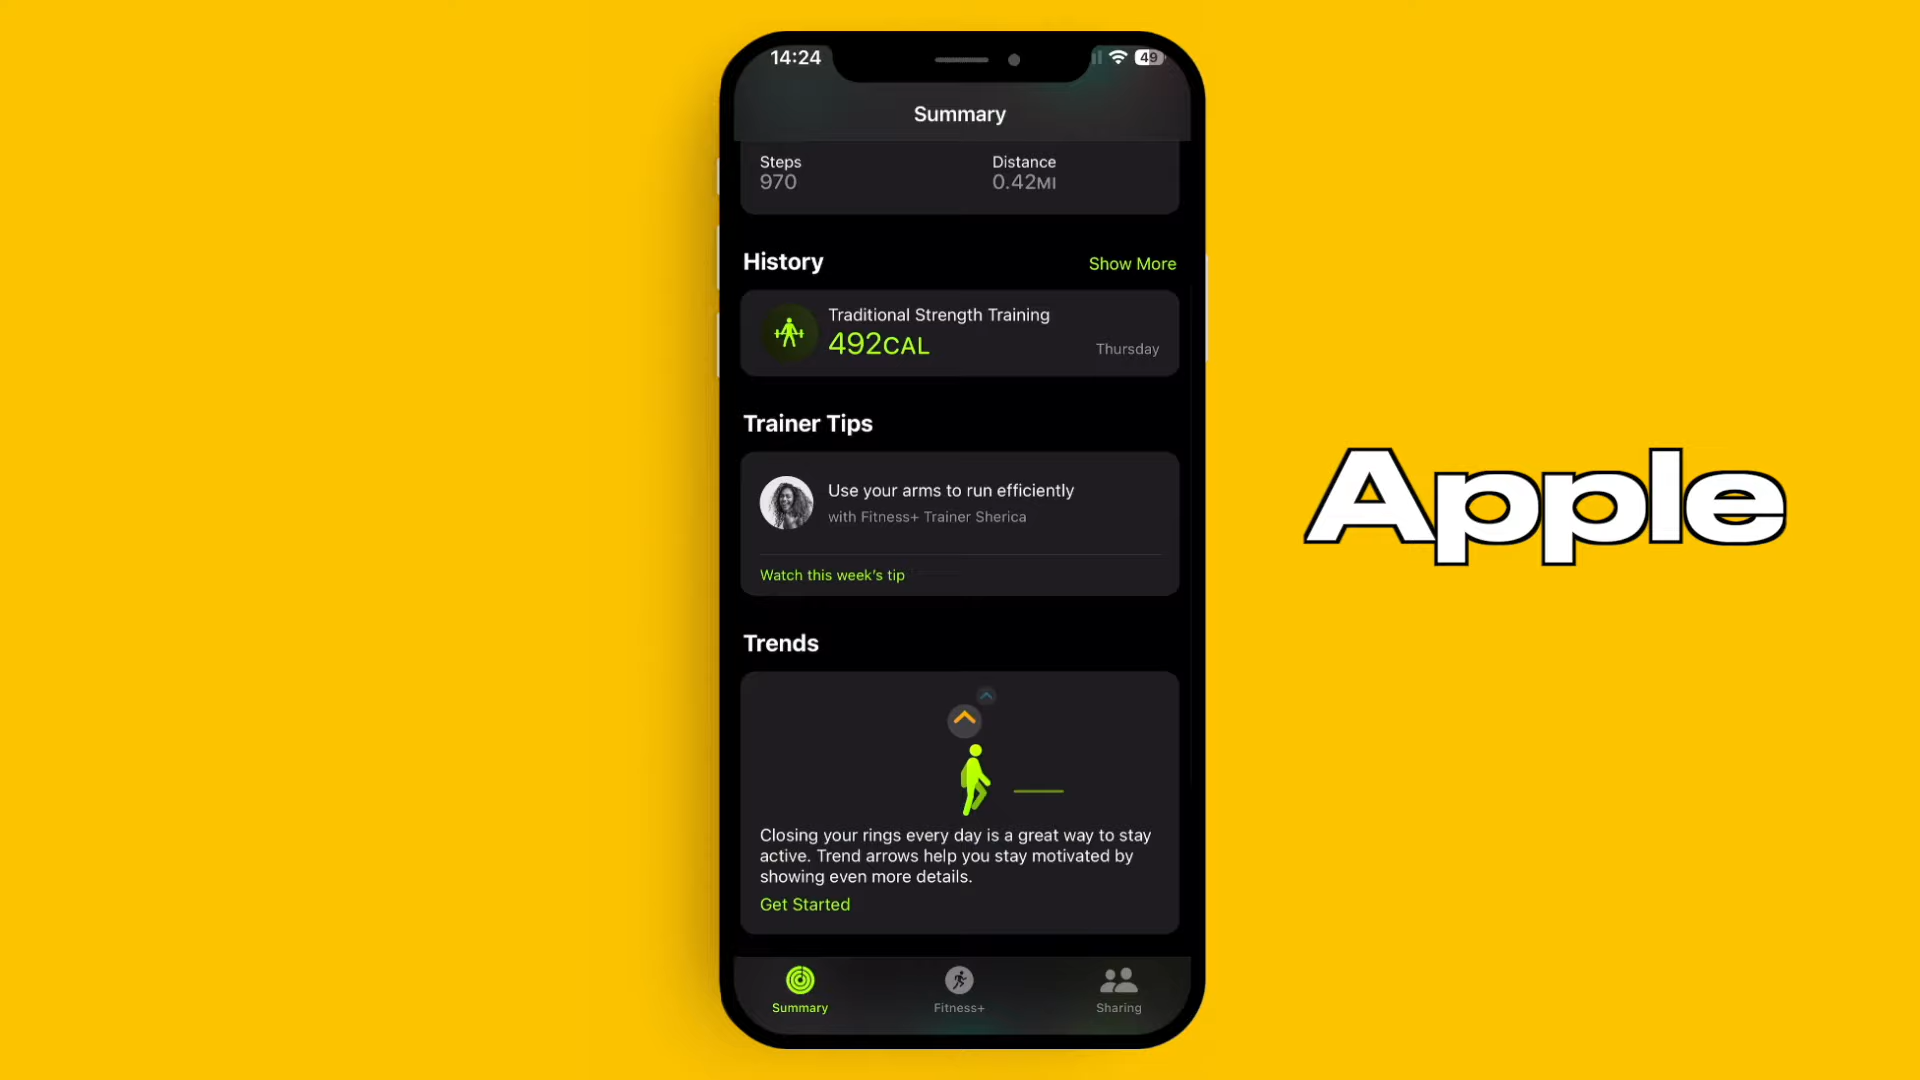 14:24
49
Summary
Steps
Distance
970
0.42MI
History
Show More
Traditional Strength Training
492CAL
Thursday
Trainer Tips
Use your arms to run efficiently
with Fitness+ Trainer Sherica
Watch this week's tip
Trends
Closing your rings every day is a great way to stay
active. Trend arrows help you stay motivated by
showing even more details.
Get Started
Summary
Fitness+
Sharing
Apple